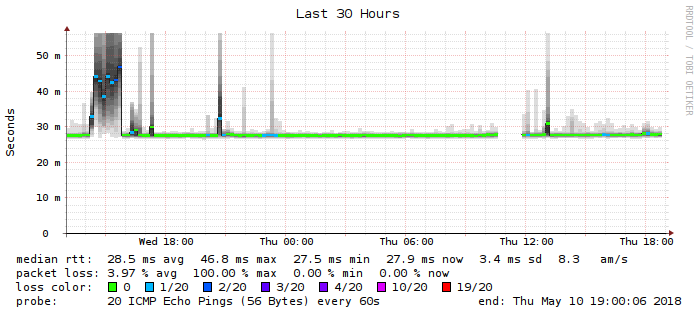 Last 30 Hours
RRDTOOL / TOBI OETIKER
Seconds
50 m
40 m
30 m
20 m
10 m
0
Wed 18:00 Thu 00:00 Thu 06:00 Thu 12:00 Thu 18:00
median rtt: 28.5 ms avg 46.8 ms max 27.5 ms min 27.9 ms now 3.4 ms sd 8.3 am/s
packet loss: 3.97 % avg 100.00 % max 0.00 % min 0.00 % now
loss color: 0 1/20 2/20 3/20 4/20 10/20 19/20
probe: 20 ICMP Echo Pings (56 Bytes) every 60s end: Thu May 10 19:00:06 2018